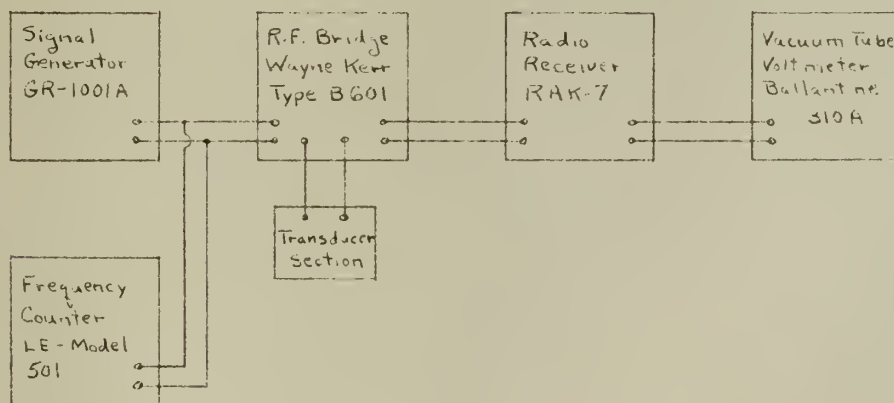 Signal
Generator
GR-1001A
R.F. Bridge
Wayne Kerr
Type B601
Radio
Receiver
RAK-7
Vacuum Tube
Voltmeter
Ballantine
310A
Transducer
Section
Frequency
Counter
LE-Model
501